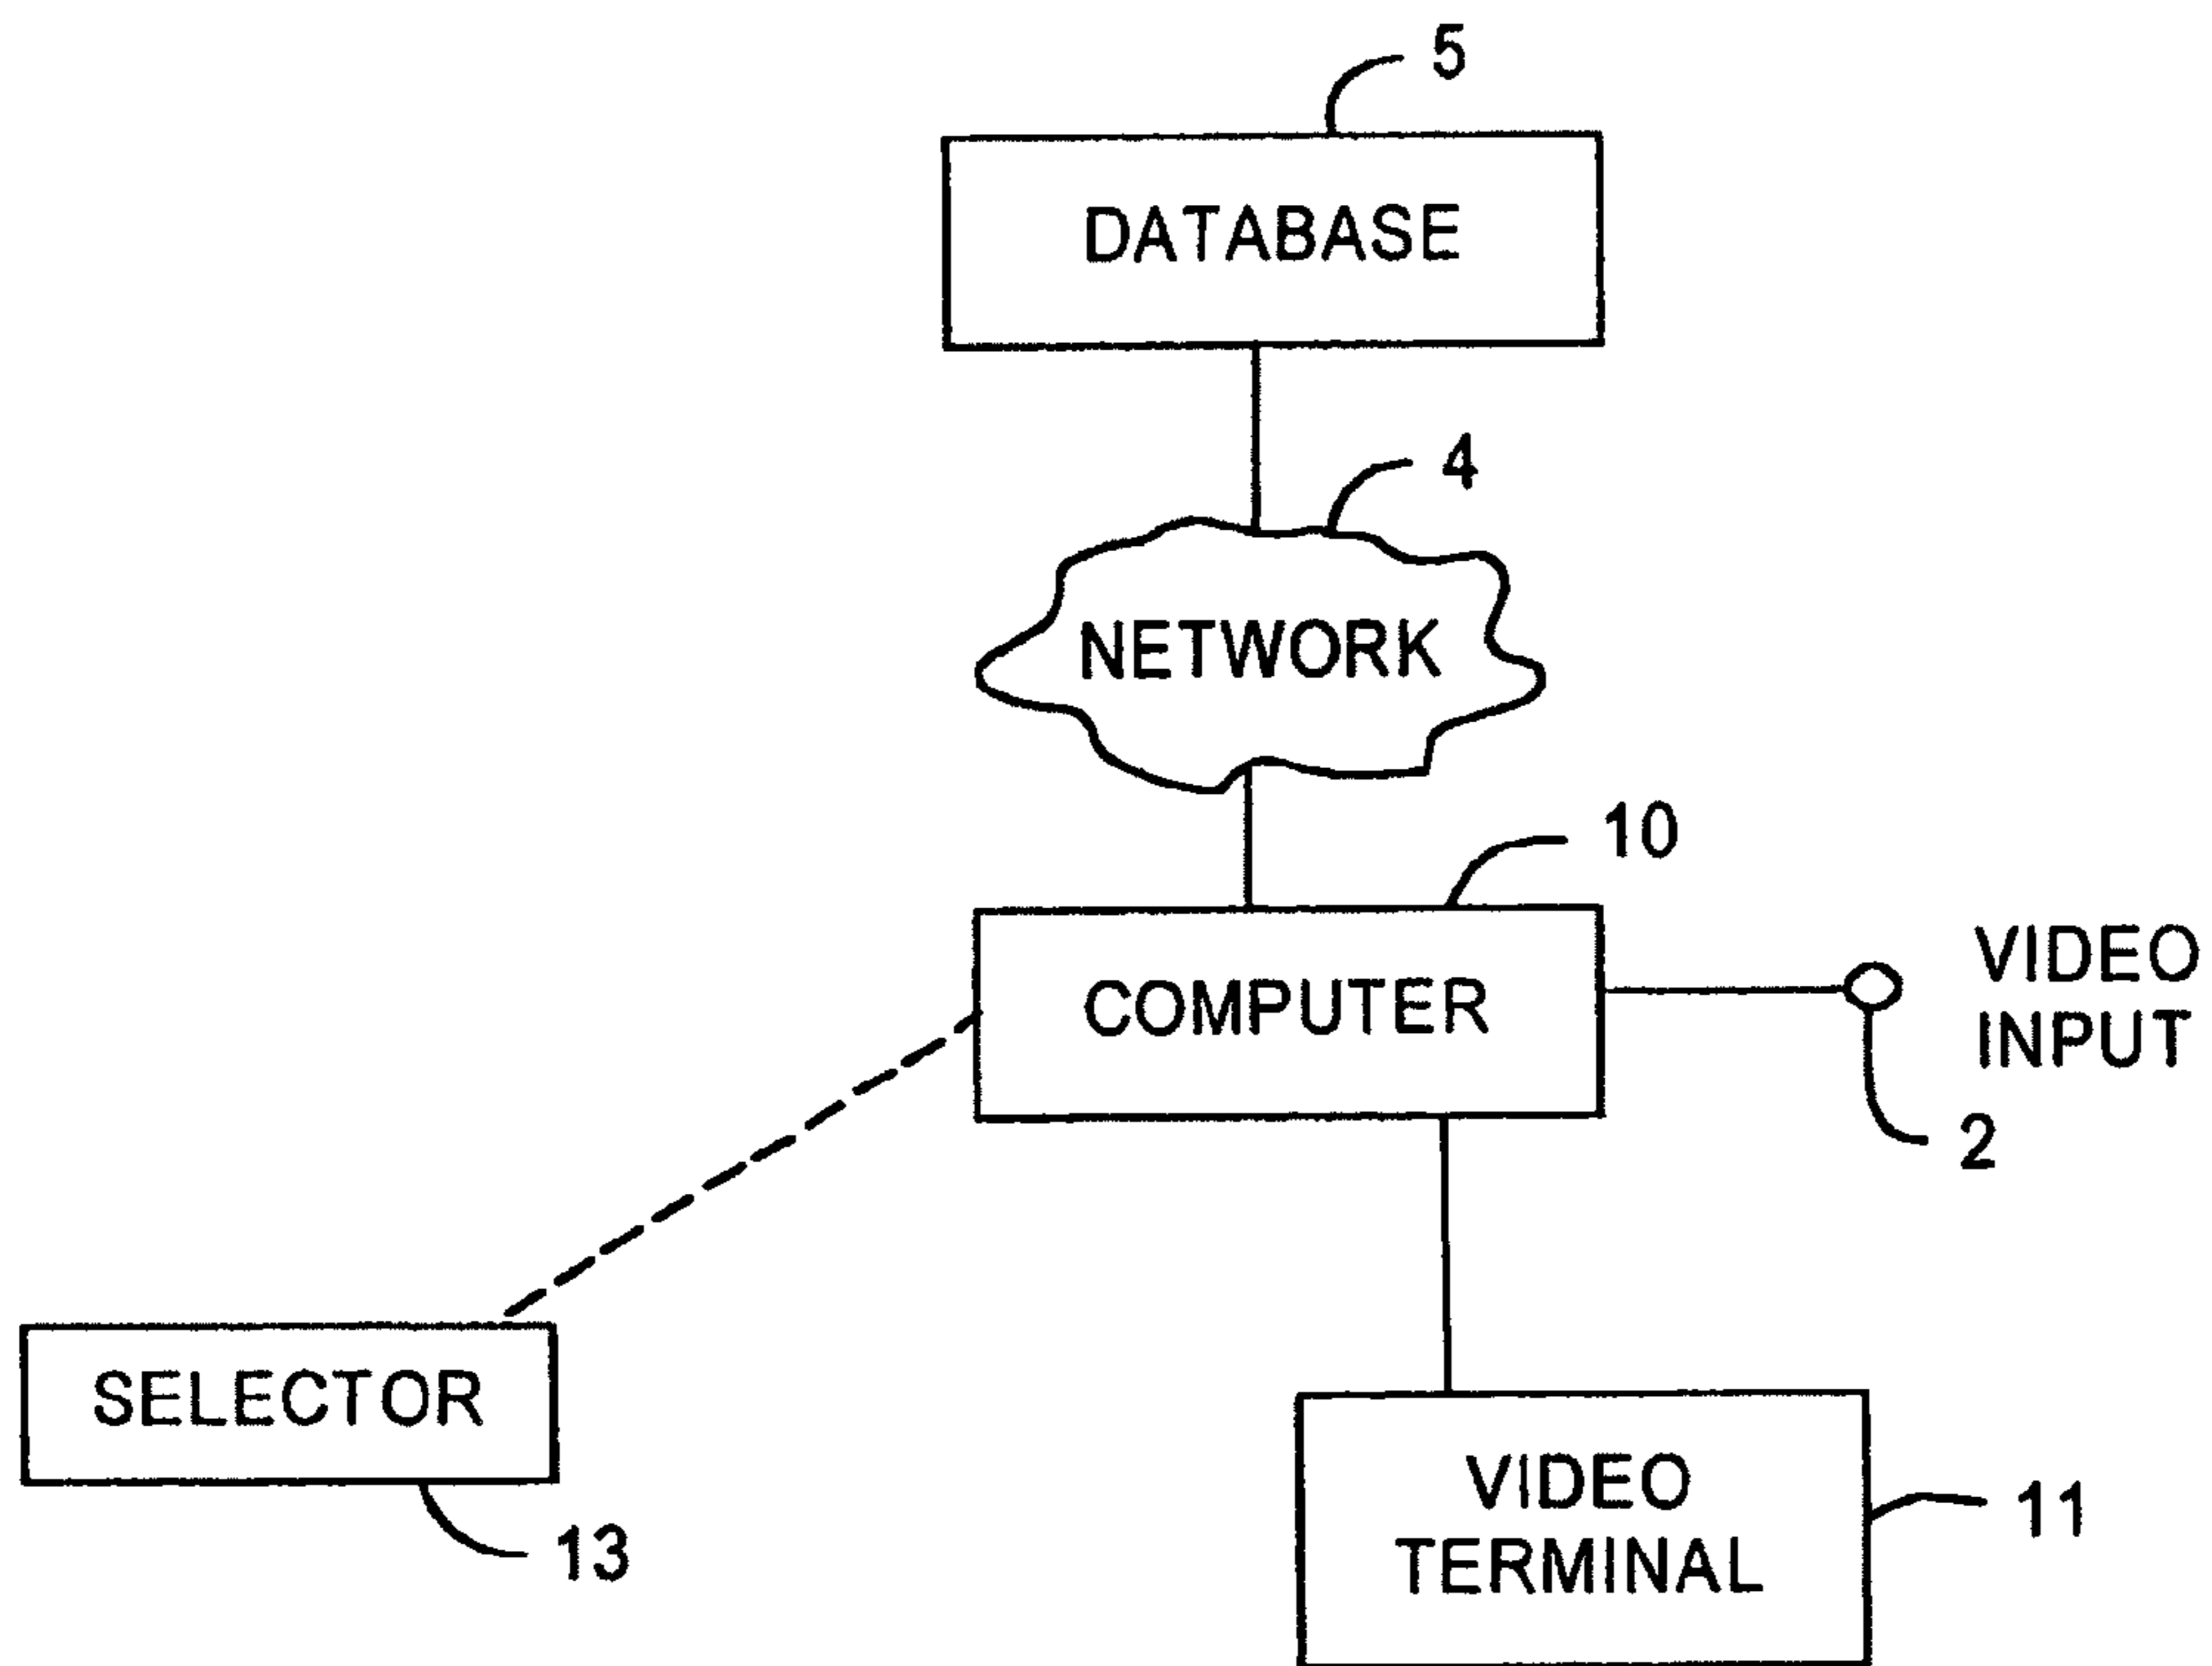 5
DATABASE
4
NETWORK
10
COMPUTER
VIDEO
INPUT
2
SELECTOR
13
VIDEO
TERMINAL
11